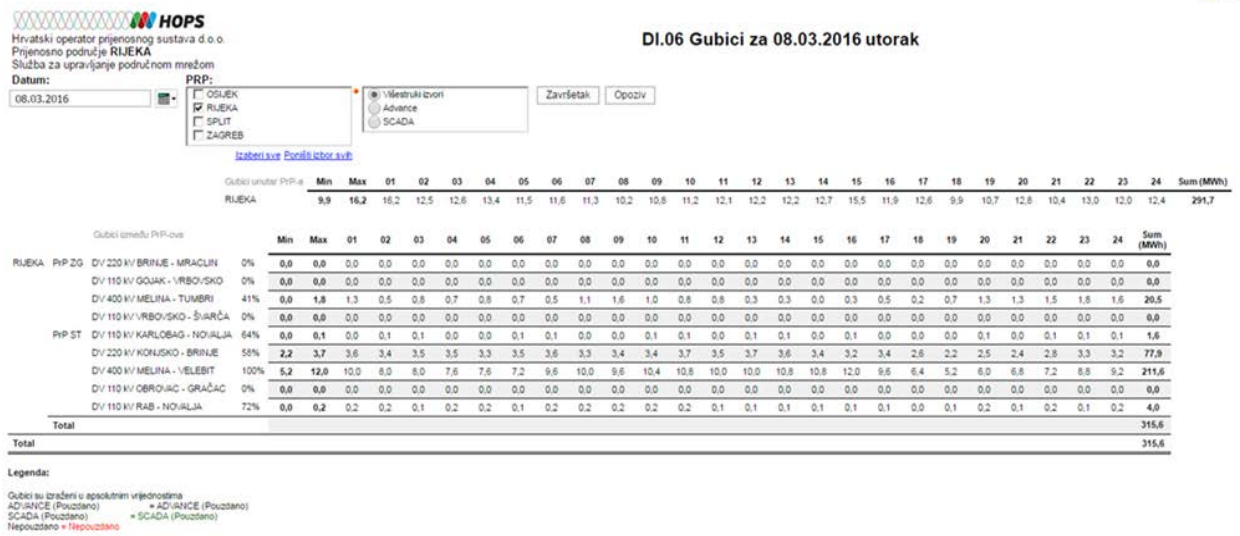 HOPS
Hrvatski operator prijenosnog sustava d.o.o.
Prijenosno područje RIJEKA
Služba za upravljanje područnom mrežom
DI.06 Gubici za 08.03.2016 utorak
Datum: PRP:
08.03.2016
OSIJEK
RIJEKA
SPLIT
ZAGREB
Višestruki izvori
Advance
SCADA
Završetak Opoziv
Izaberi sve Poništi izbor svih
Gubici unutar PrP-a Min Max 01 02 03 04 05 06 07 08 09 10 11 12 13 14 15 16 17 18 19 20 21 22 23 24 Sum (MWh)
RIJEKA 9,9 16,2 16,2 12,5 12,6 13,4 11,5 11,6 11,3 10,2 10,8 11,2 12,1 12,2 12,2 12,7 15,5 11,9 12,6 9,9 10,7 12,8 10,4 13,0 12,0 12,4 291,7
Gubici između PrP-ova Min Max 01 02 03 04 05 06 07 08 09 10 11 12 13 14 15 16 17 18 19 20 21 22 23 24 Sum (MWh)
RIJEKA PrP ZG DV 220 kV BRINJE - MRACLIN 0% 0,0 0,0 0,0 0,0 0,0 0,0 0,0 0,0 0,0 0,0 0,0 0,0 0,0 0,0 0,0 0,0 0,0 0,0 0,0 0,0 0,0 0,0 0,0 0,0 0,0 0,0 0,0
DV 110 kV GOJAK - VRBOVSKO 0% 0,0 0,0 0,0 0,0 0,0 0,0 0,0 0,0 0,0 0,0 0,0 0,0 0,0 0,0 0,0 0,0 0,0 0,0 0,0 0,0 0,0 0,0 0,0 0,0 0,0 0,0 0,0
DV 400 kV MELINA - TUMBRI 41% 0,0 1,8 1,3 0,5 0,8 0,7 0,8 0,7 0,5 1,1 1,6 1,0 0,8 0,8 0,3 0,3 0,0 0,3 0,5 0,2 0,7 1,3 1,3 1,5 1,8 1,6 20,5
DV 110 kV VRBOVSKO - ŠVARČA 0% 0,0 0,0 0,0 0,0 0,0 0,0 0,0 0,0 0,0 0,0 0,0 0,0 0,0 0,0 0,0 0,0 0,0 0,0 0,0 0,0 0,0 0,0 0,0 0,0 0,0 0,0 0,0
PrP ST DV 110 kV KARLOBAG - NOVALJA 64% 0,0 0,1 0,0 0,1 0,1 0,0 0,0 0,1 0,1 0,0 0,0 0,1 0,1 0,0 0,1 0,1 0,0 0,1 0,0 0,0 0,0 0,1 0,0 0,1 0,1 0,1 1,6
DV 220 kV KONJSKO - BRINJE 58% 2,2 3,7 3,6 3,4 3,5 3,5 3,3 3,5 3,6 3,3 3,4 3,4 3,7 3,5 3,7 3,6 3,4 3,2 3,4 2,6 2,2 2,5 2,4 2,8 3,3 3,2 77,9
DV 400 kV MELINA - VELEBIT 100% 5,2 12,0 10,0 8,0 8,0 7,6 7,6 7,2 9,6 10,0 9,6 10,4 10,8 10,0 10,0 10,8 10,8 12,0 9,6 6,4 5,2 6,0 6,8 7,2 8,8 9,2 211,6
DV 110 kV OBROVAC - GRAČAC 0% 0,0 0,0 0,0 0,0 0,0 0,0 0,0 0,0 0,0 0,0 0,0 0,0 0,0 0,0 0,0 0,0 0,0 0,0 0,0 0,0 0,0 0,0 0,0 0,0 0,0 0,0 0,0
DV 110 kV RAB - NOVALJA 72% 0,0 0,2 0,2 0,2 0,1 0,2 0,2 0,1 0,2 0,2 0,2 0,2 0,2 0,1 0,1 0,1 0,1 0,1 0,1 0,0 0,1 0,2 0,1 0,2 0,1 0,2 4,0
Total 315,6
Total 315,6
Legenda:
Gubici su izraženi u apsolutnim vrijednostima
ADVANCE (Pouzdano) = ADVANCE (Pouzdano)
SCADA (Pouzdano) = SCADA (Pouzdano)
Nepouzdano = Nepouzdano